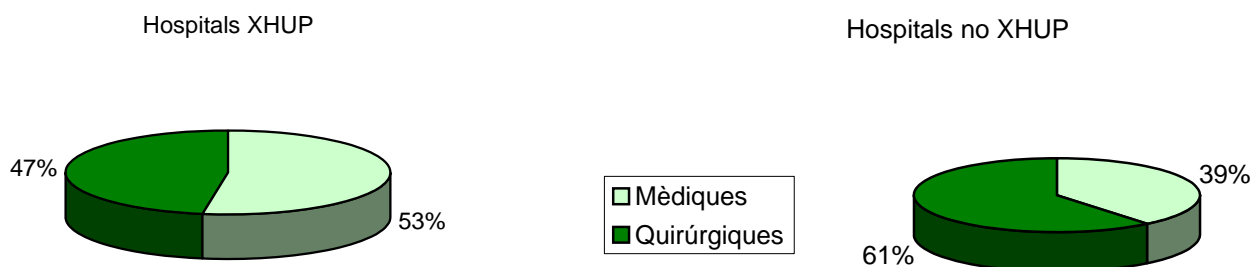 Hospitals XHUP
47%
53%
Mèdiques
Quirúrgiques
Hospitals no XHUP
39%
61%